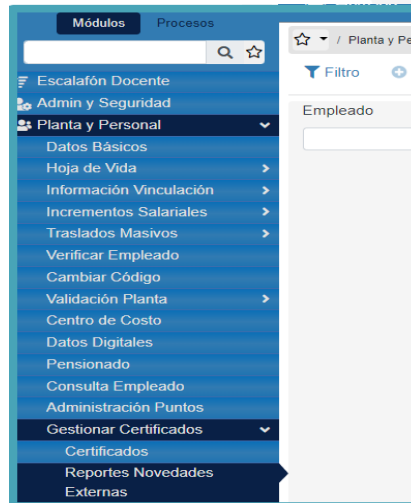 Módulos Procesos
/ Planta y Pe
Filtro
Escalafón Docente
Admin y Seguridad
Empleado
Planta y Personal
Datos Básicos
Hoja de Vida
Información Vinculación
Incrementos Salariales
Traslados Masivos
Verificar Empleado
Cambiar Código
Validación Planta
Centro de Costo
Datos Digitales
Pensionado
Consulta Empleado
Administración Puntos
Gestionar Certificados
Certificados
Reportes Novedades
Externas